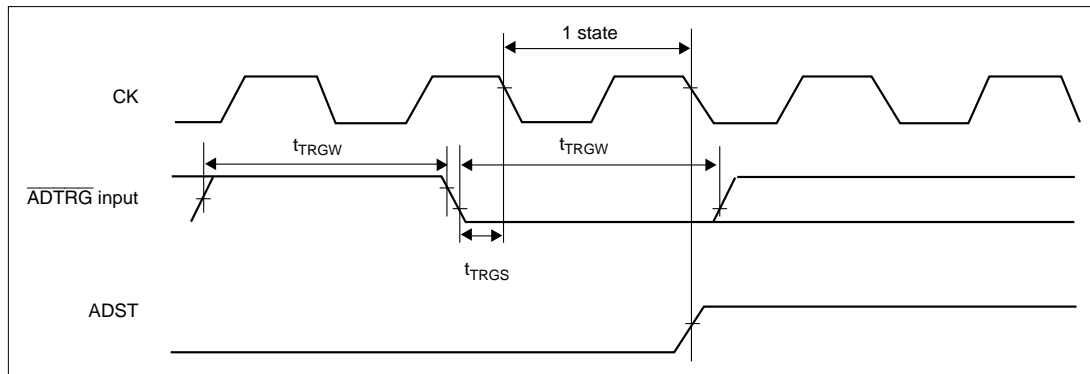 1 state
CK
tTRGW
tTRGW
ADTRG input
tTRGS
ADST